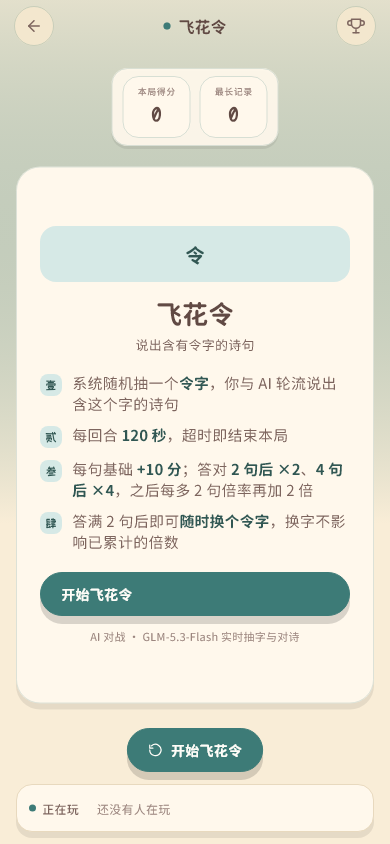 飞花令
本局得分
0
最长记录
0
令
飞花令
说出含有令字的诗句
壹
系统随机抽一个令字，你与 AI 轮流说出
含这个字的诗句
贰
每回合 120 秒，超时即结束本局
叁
每句基础 +10 分；答对 2 句后 ×2、4 句
后 ×4，之后每多 2 句倍率再加 2 倍
肆
答满 2 句后即可随时换个令字，换字不影
响已累计的倍数
开始飞花令
AI 对战 · GLM-5.3-Flash 实时抽字与对诗
开始飞花令
正在玩 还没有人在玩